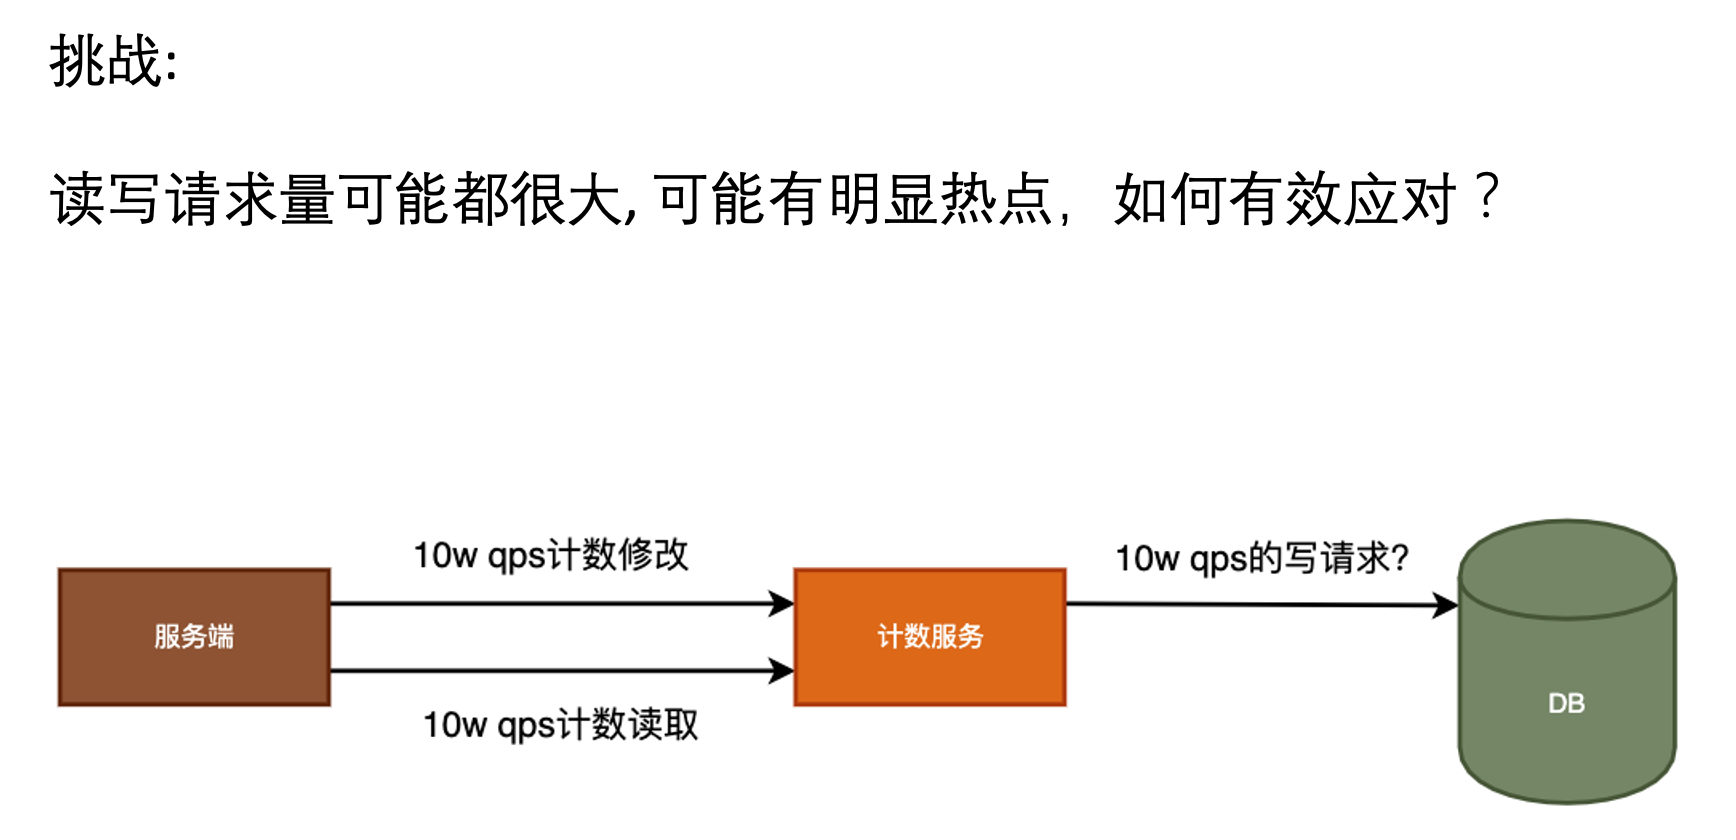 挑战:
读写请求量可能都很大, 可能有明显热点，如何有效应对？
10w qps计数修改
10w qps的写请求?
服务端
计数服务
10w qps计数读取
DB